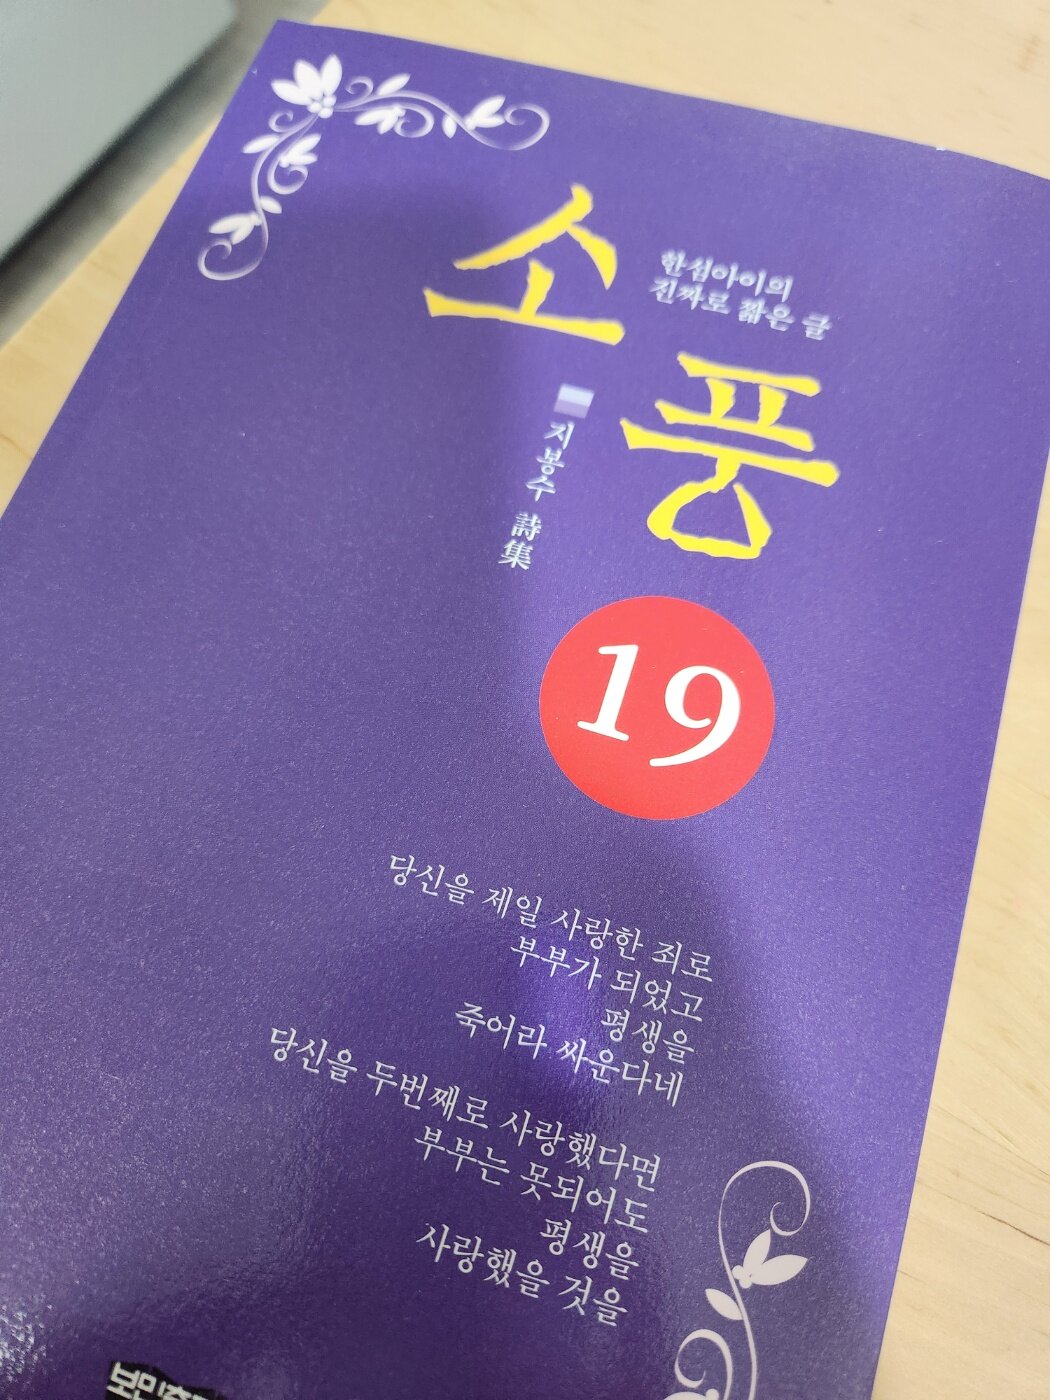 소풍
한섬아이의
진짜로 짧은 글
지봉수 詩集
19
당신을 제일 사랑한 죄로
부부가 되었고
평생을
죽어라 싸운다네
당신을 두번째로 사랑했다면
부부는 못되어도
평생을
사랑했을 것을